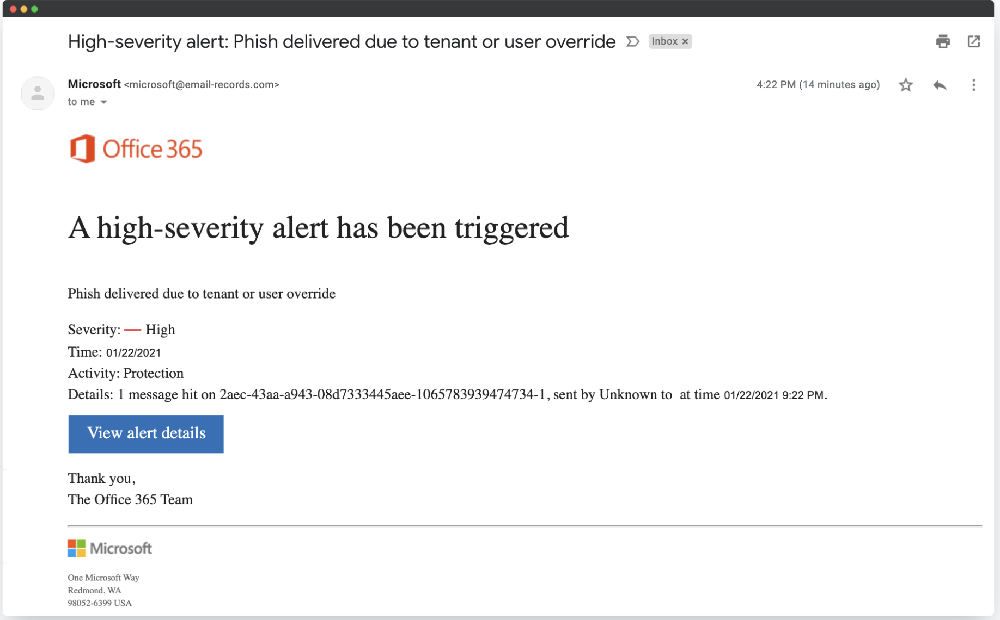 High-severity alert: Phish delivered due to tenant or user override Inbox ×
Microsoft <microsoft@email-records.com> 4:22 PM (14 minutes ago)
to me
Office 365
A high-severity alert has been triggered
Phish delivered due to tenant or user override
Severity: — High
Time: 01/22/2021
Activity: Protection
Details: 1 message hit on 2aec-43aa-a943-08d7333445aee-1065783939474734-1, sent by Unknown to  at time 01/22/2021 9:22 PM.
View alert details
Thank you,
The Office 365 Team
Microsoft
One Microsoft Way
Redmond, WA
98052-6399 USA